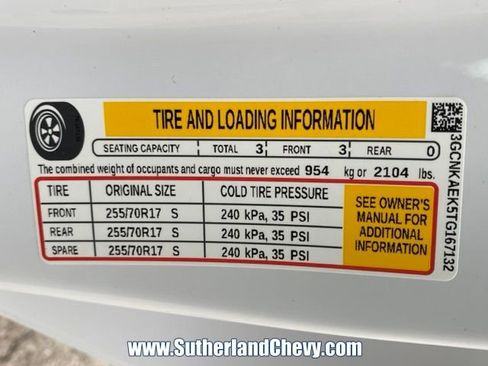 TIRE AND LOADING INFORMATION
SEATING CAPACITY TOTAL 3 FRONT 3 REAR 0
The combined weight of occupants and cargo must never exceed 954 kg or 2104 lbs.
TIRE ORIGINAL SIZE COLD TIRE PRESSURE
FRONT 255/70R17 S 240 kPa, 35 PSI
REAR 255/70R17 S 240 kPa, 35 PSI
SPARE 255/70R17 S 240 kPa, 35 PSI
SEE OWNER'S
MANUAL FOR
ADDITIONAL
INFORMATION
3GCNKAEK5TG167132
www.SutherlandChevy.com